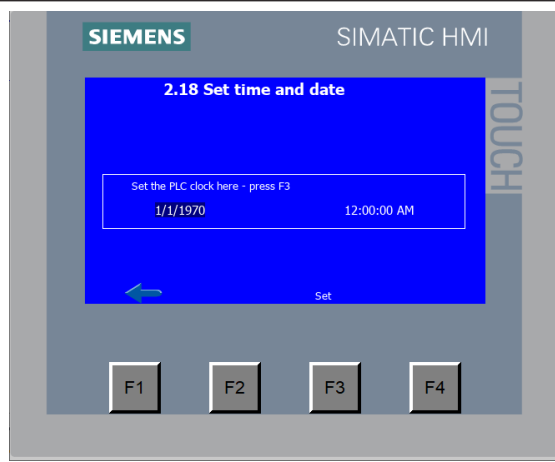 SIEMENS SIMATIC HMI
TOUCH
2.18 Set time and date
Set the PLC clock here - press F3
1/1/1970 12:00:00 AM
Set
F1 F2 F3 F4